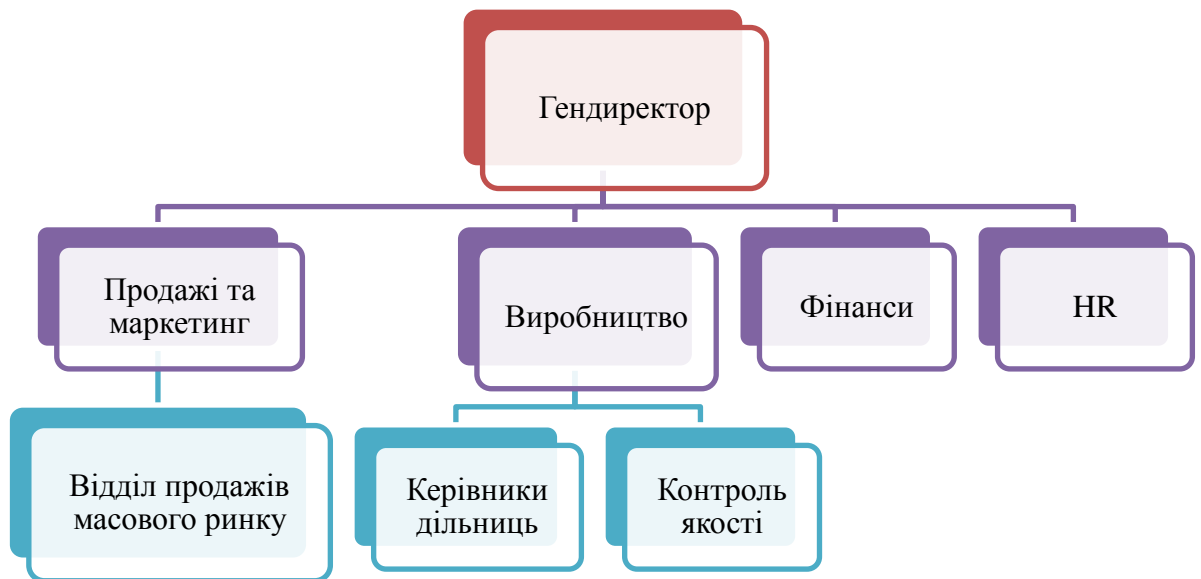 Гендиректор
Продажі та
маркетинг
Виробництво
Фінанси
HR
Відділ продажів
масового ринку
Керівники
дільниць
Контроль
якості